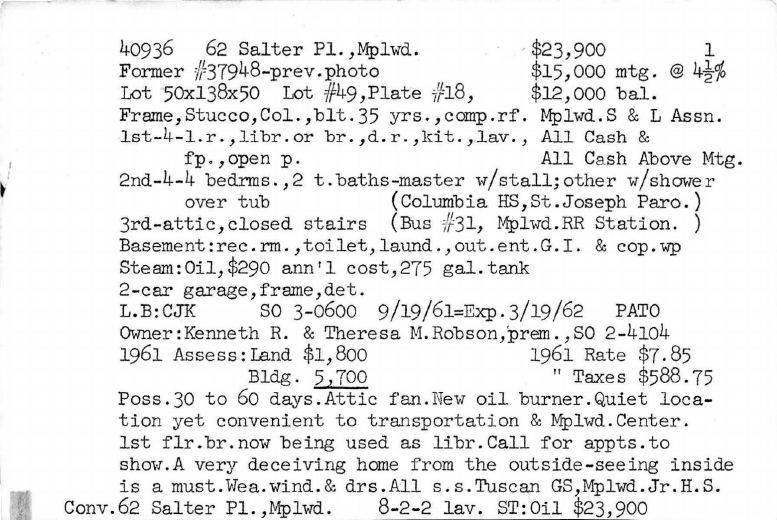 40936 62 Salter Pl.,Mplwd. $23,900 1
Former #37948-prev.photo $15,000 mtg. @ 4½%
Lot 50x138x50 Lot #49,Plate #18, $12,000 bal.
Frame,Stucco,Col.,blt.35 yrs.,comp.rf. Mplwd.S & L Assn.
1st-4-l.r.,libr.or br.,d.r.,kit.,lav., All Cash &
fp.,open p. All Cash Above Mtg.
2nd-4-4 bedrms.,2 t.baths-master w/stall;other w/shower
over tub (Columbia HS,St.Joseph Paro.)
3rd-attic,closed stairs (Bus #31, Mplwd.RR Station. )
Basement:rec.rm.,toilet,laund.,out.ent.G.I. & cop.wp
Steam:Oil,$290 ann'l cost,275 gal.tank
2-car garage,frame,det.
L.B:CJK SO 3-0600 9/19/61=Exp.3/19/62 PATO
Owner:Kenneth R. & Theresa M.Robson,prem.,SO 2-4104
1961 Assess:Land $1,800 1961 Rate $7.85
Bldg. 5,700 " Taxes $588.75
Poss.30 to 60 days.Attic fan.New oil burner.Quiet loca-
tion yet convenient to transportation & Mplwd.Center.
1st flr.br.now being used as libr.Call for appts.to
show.A very deceiving home from the outside-seeing inside
is a must.Wea.wind.& drs.All s.s.Tuscan GS,Mplwd.Jr.H.S.
Conv.62 Salter Pl.,Mplwd. 8-2-2 lav. ST:Oil $23,900